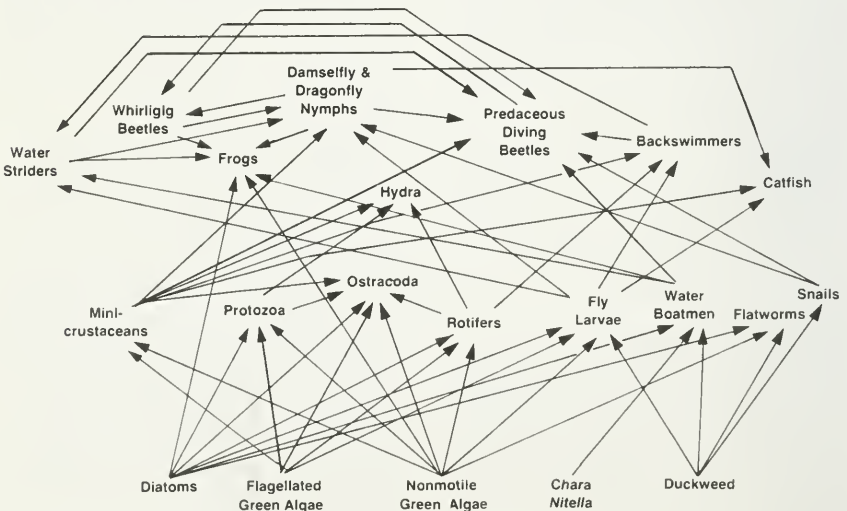 Damselfly &
Dragonfly
Nymphs
Whirligig
Beetles
Predaceous
Diving
Beetles
Backswimmers
Water
Striders
Frogs
Catfish
Hydra
Mini-
crustaceans
Protozoa
Ostracoda
Rotifers
Fly
Larvae
Water
Boatmen
Flatworms
Snails
Diatoms
Flagellated
Green Algae
Nonmotile
Green Algae
Chara
Nitella
Duckweed